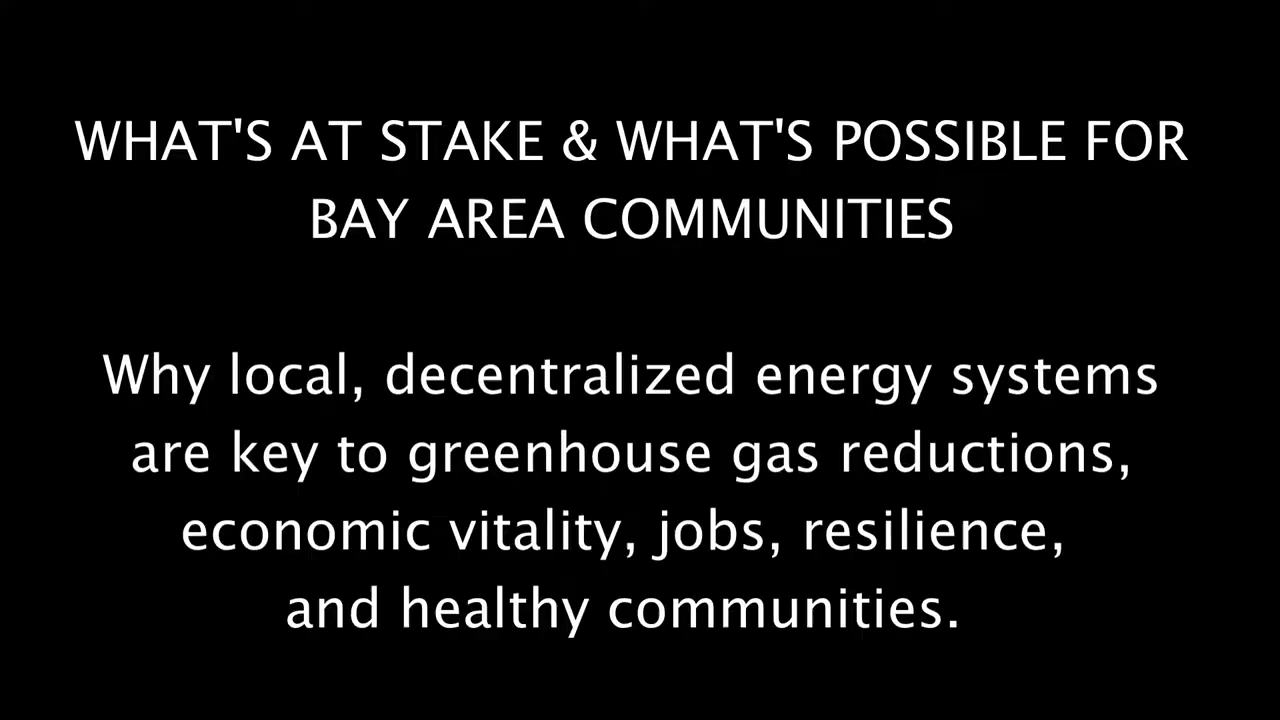 WHAT'S AT STAKE & WHAT'S POSSIBLE FOR
BAY AREA COMMUNITIES
Why local, decentralized energy systems
are key to greenhouse gas reductions,
economic vitality, jobs, resilience,
and healthy communities.